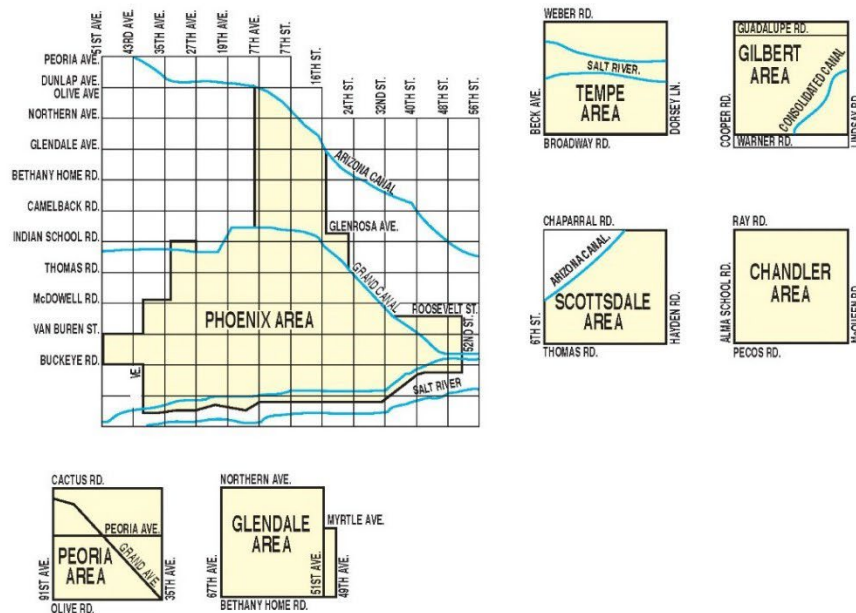 51ST AVE.
43RD AVE.
35TH AVE.
27TH AVE.
19TH AVE.
7TH AVE.
7TH ST.
16TH ST.
24TH ST.
32ND ST.
40TH ST.
48TH ST.
56TH ST.
PEORIA AVE.
DUNLAP AVE.
OLIVE AVE
NORTHERN AVE.
GLENDALE AVE.
BETHANY HOME RD.
CAMELBACK RD.
INDIAN SCHOOL RD.
THOMAS RD.
McDOWELL RD.
VAN BUREN ST.
BUCKEYE RD.
ARIZONA CANAL
GLENROSA AVE.
GRAND CANAL
ROOSEVELT ST.
PHOENIX AREA
52ND ST.
VE.
SALT RIVER
WEBER RD.
SALT RIVER.
TEMPE
AREA
BECK AVE.
DORSEY LN.
BROADWAY RD.
GUADALUPE RD.
GILBERT
AREA
CONSOLIDATED CANAL
COOPER RD.
LINDSAY RD.
WARNER RD.
CHAPARRAL RD.
ARIZONA CANAL.
SCOTTSDALE
AREA
6TH ST.
HAYDEN RD.
THOMAS RD.
RAY RD.
CHANDLER
AREA
ALMA SCHOOL RD.
McQUEEN RD.
PECOS RD.
CACTUS RD.
PEORIA AVE.
GRAND AVE.
PEORIA
AREA
91ST AVE.
35TH AVE.
OLIVE RD.
NORTHERN AVE.
GLENDALE
AREA
MYRTLE AVE.
67TH AVE.
51ST AVE.
49TH AVE.
BETHANY HOME RD.